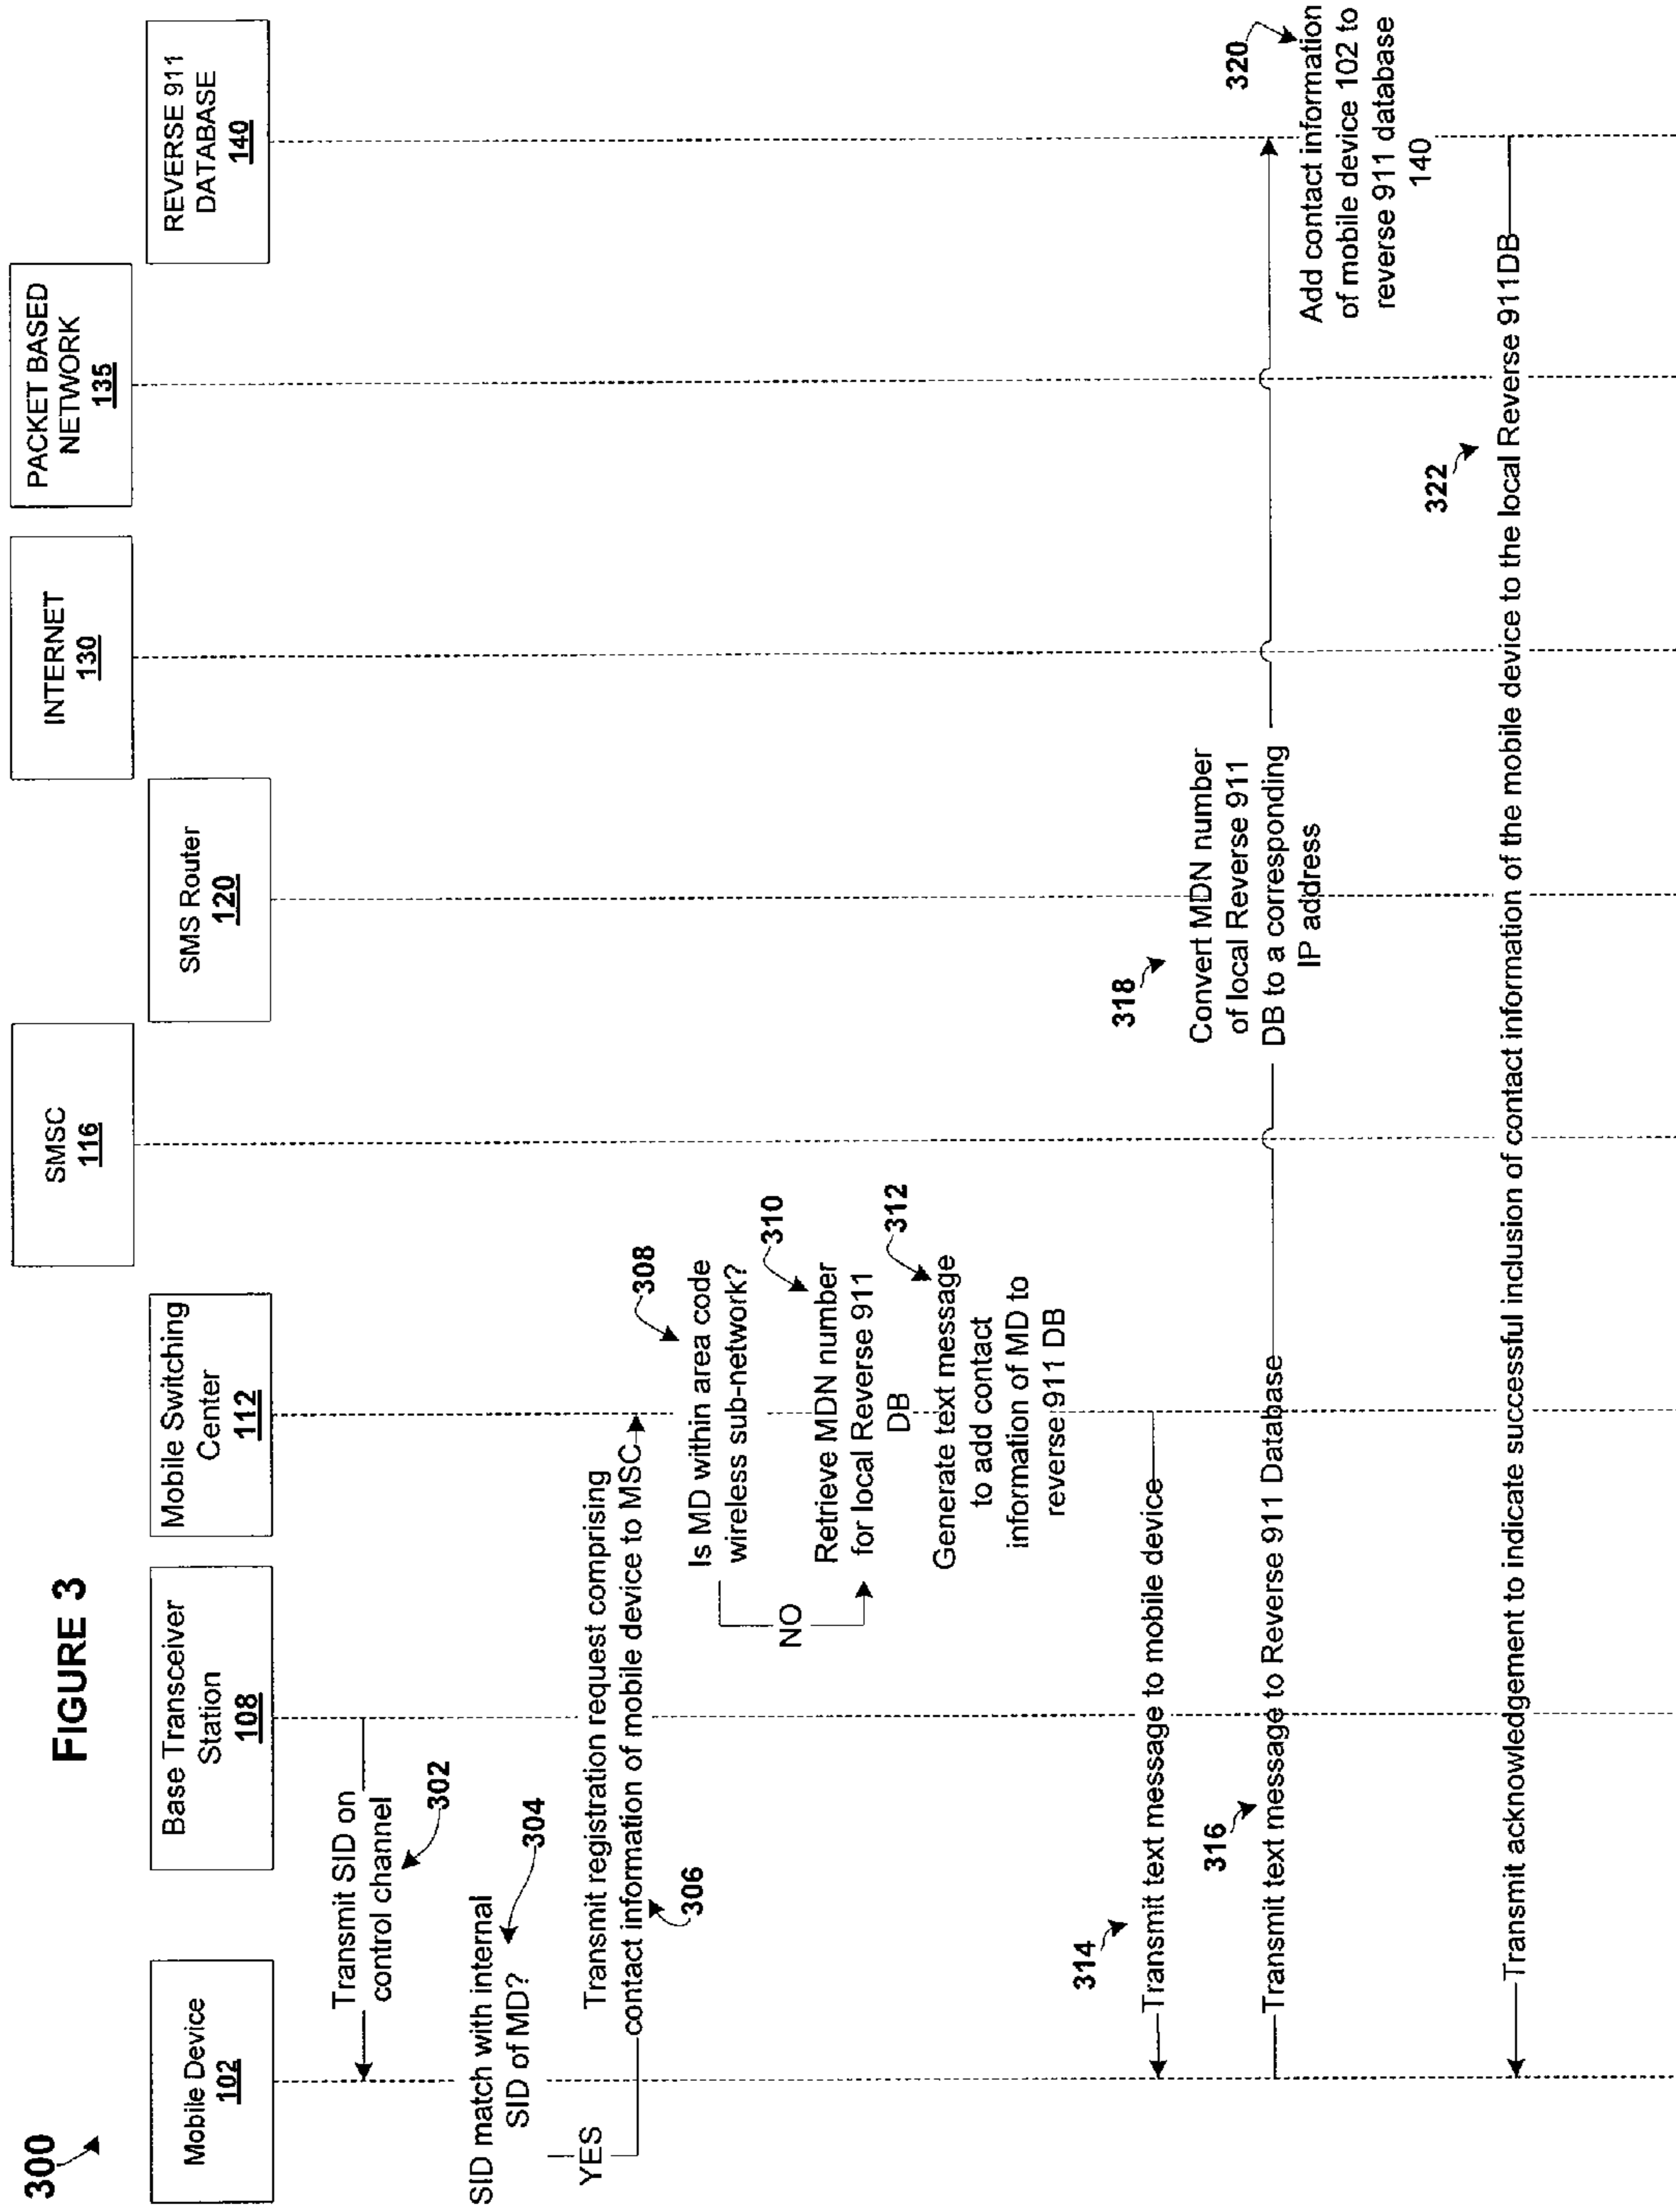 300
FIGURE 3
Mobile Device
102
Base Transceiver
Station
108
Mobile Switching
Center
112
SMSC
116
SMS Router
120
INTERNET
130
PACKET BASED
NETWORK
135
REVERSE 911
DATABASE
140
Transmit SID on
control channel
302
SID match with internal
SID of MD?
304
YES
Transmit registration request comprising
contact information of mobile device to MSC
306
Is MD within area code
wireless sub-network?
308
NO
Retrieve MDN number
for local Reverse 911
DB
310
Generate text message
to add contact
information of MD to
reverse 911 DB
312
314
Transmit text message to mobile device
316
Transmit text message to Reverse 911 Database
318
Convert MDN number
of local Reverse 911
DB to a corresponding
IP address
320
Add contact information
of mobile device 102 to
reverse 911 database
140
322
Transmit acknowledgement to indicate successful inclusion of contact information of the mobile device to the local Reverse 911DB